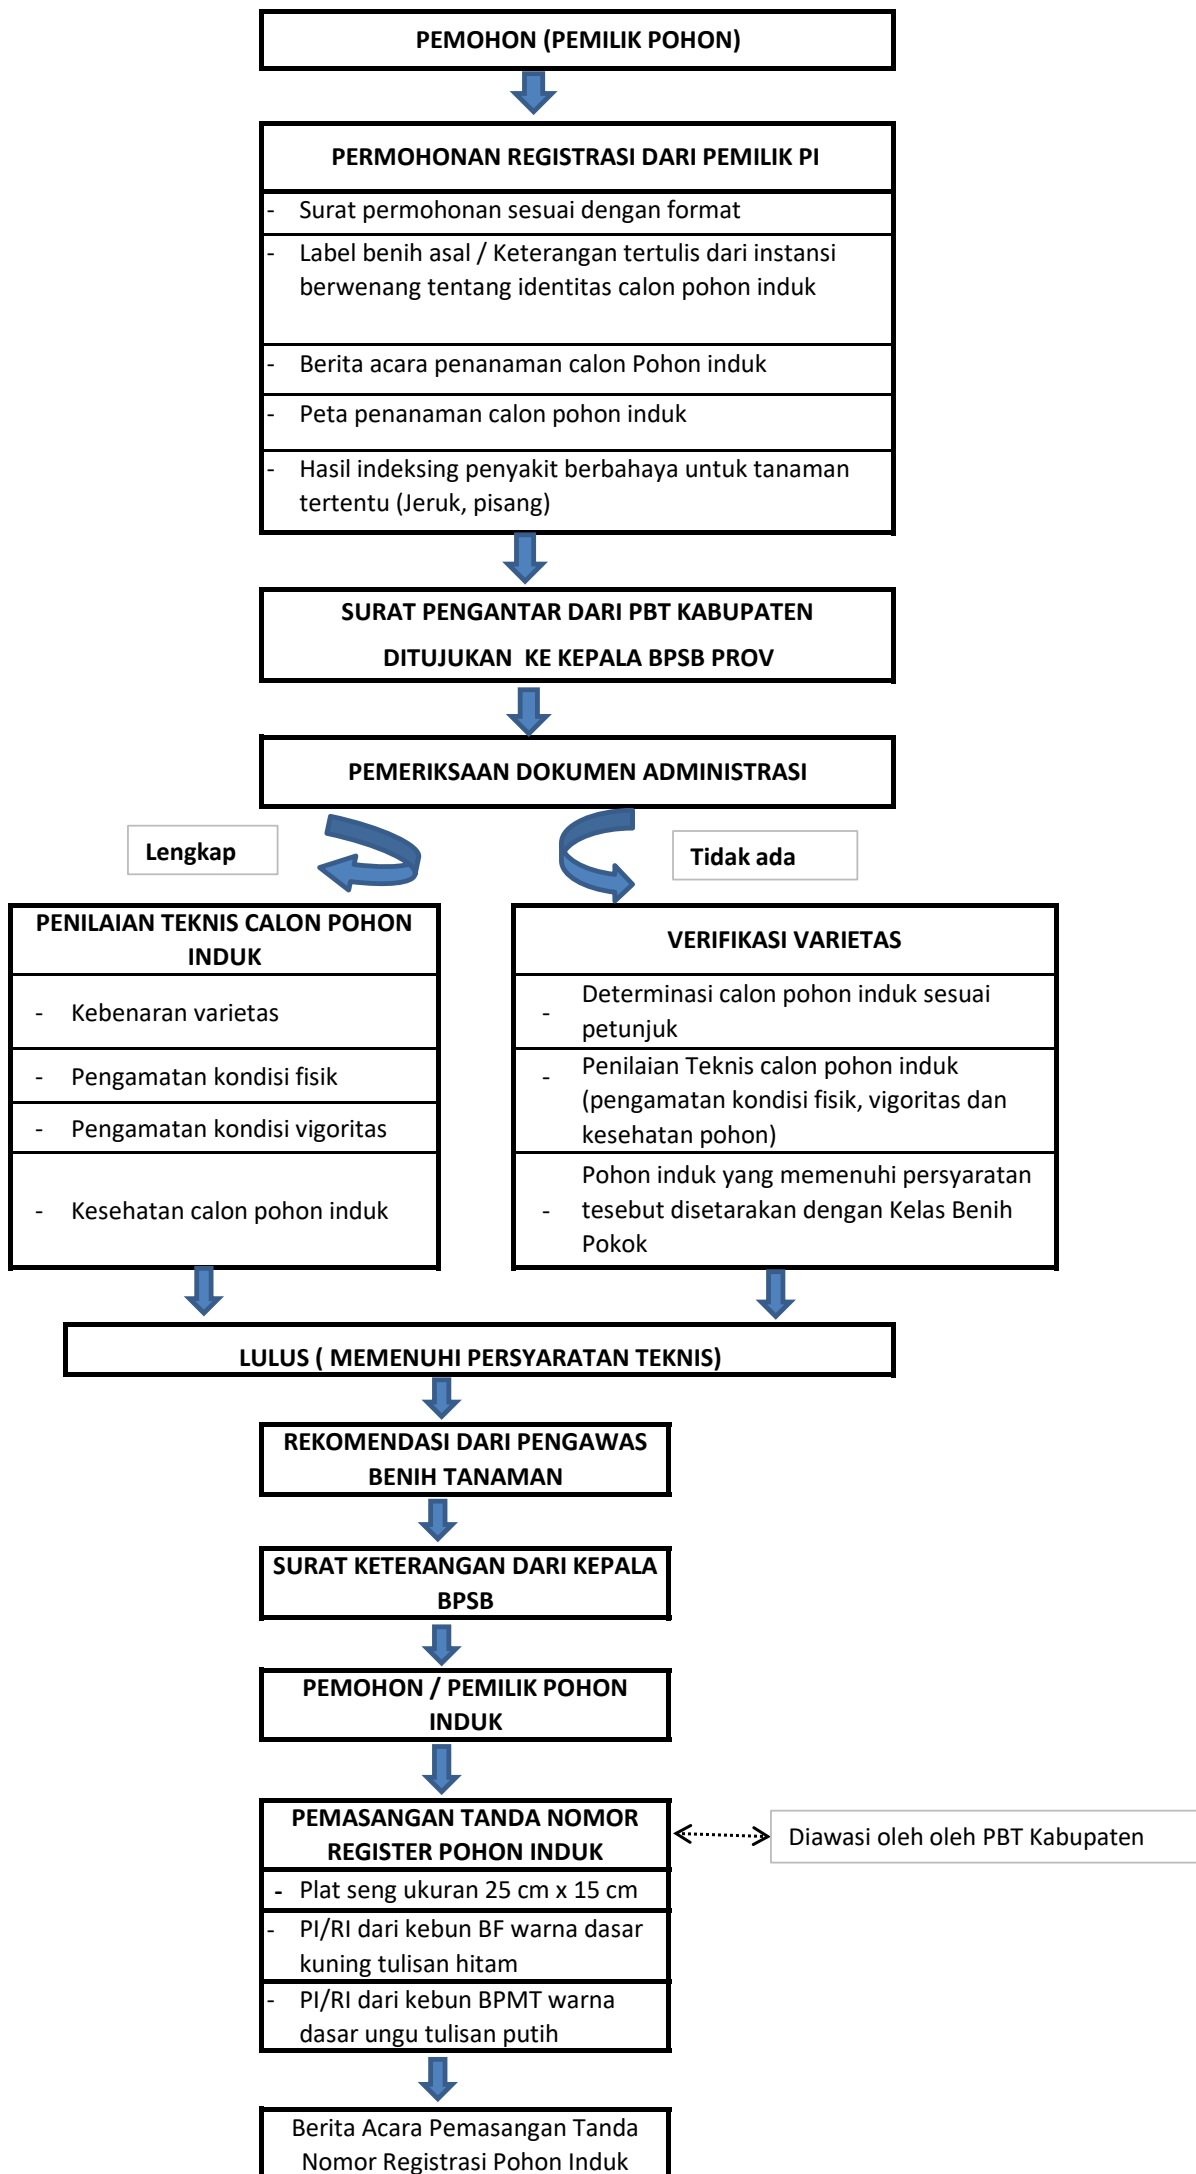 PEMOHON (PEMILIK POHON)
PERMOHONAN REGISTRASI DARI PEMILIK PI
- Surat permohonan sesuai dengan format
- Label benih asal / Keterangan tertulis dari instansi
berwenang tentang identitas calon pohon induk
- Berita acara penanaman calon Pohon induk
- Peta penanaman calon pohon induk
- Hasil indeksing penyakit berbahaya untuk tanaman
tertentu (Jeruk, pisang)
SURAT PENGANTAR DARI PBT KABUPATEN
DITUJUKAN KE KEPALA BPSB PROV
PEMERIKSAAN DOKUMEN ADMINISTRASI
Lengkap
Tidak ada
PENILAIAN TEKNIS CALON POHON
INDUK
- Kebenaran varietas
- Pengamatan kondisi fisik
- Pengamatan kondisi vigoritas
- Kesehatan calon pohon induk
VERIFIKASI VARIETAS
- Determinasi calon pohon induk sesuai
petunjuk
- Penilaian Teknis calon pohon induk
(pengamatan kondisi fisik, vigoritas dan
kesehatan pohon)
- Pohon induk yang memenuhi persyaratan
tesebut disetarakan dengan Kelas Benih
Pokok
LULUS ( MEMENUHI PERSYARATAN TEKNIS)
REKOMENDASI DARI PENGAWAS
BENIH TANAMAN
SURAT KETERANGAN DARI KEPALA
BPSB
PEMOHON / PEMILIK POHON
INDUK
PEMASANGAN TANDA NOMOR
REGISTER POHON INDUK
Diawasi oleh oleh PBT Kabupaten
- Plat seng ukuran 25 cm x 15 cm
- PI/RI dari kebun BF warna dasar
kuning tulisan hitam
- PI/RI dari kebun BPMT warna
dasar ungu tulisan putih
Berita Acara Pemasangan Tanda
Nomor Registrasi Pohon Induk